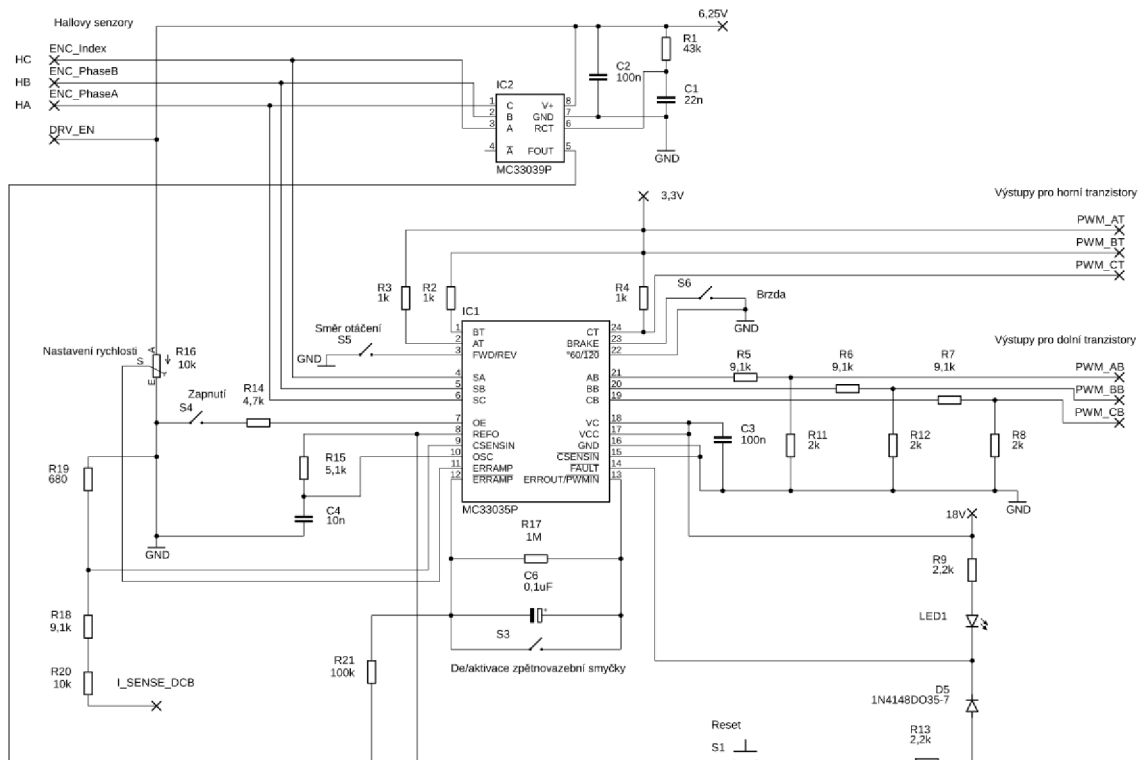 Hallovy senzory
6,25V
HC
ENC_Index
HB
ENC_PhaseB
HA
ENC_PhaseA
DRV_EN
R1
43k
C2
100n
C1
22n
IC2
1 C V+ 8
2 B GND 7
3 A RCT 6
4 A FOUT 5
MC33039P
GND
3,3V
Výstupy pro horní tranzistory
PWM_AT
PWM_BT
PWM_CT
R3
1k
R2
1k
R4
1k
S6
Brzda
GND
IC1
Směr otáčení
S5
GND
Nastavení rychlosti
A
S
E
R16
10k
Zapnutí
S4
R14
4,7k
1 BT CT 24
2 AT BRAKE 23
3 FWD/REV °60/120 22
4 SA AB 21
5 SB BB 20
6 SC CB 19
7 OE VC 18
8 REFO VCC 17
9 CSENSIN GND 16
10 OSC CSENSIN 15
11 ERRAMP FAULT 14
12 ERRAMP ERROUT/PWMIN 13
MC33035P
Výstupy pro dolní tranzistory
R5
9,1k
R6
9,1k
R7
9,1k
PWM_AB
PWM_BB
PWM_CB
C3
100n
R11
2k
R12
2k
R8
2k
GND
R19
680
R15
5,1k
C4
10n
GND
R17
1M
C6
0,1uF
+
S3
De/aktivace zpětnovazební smyčky
18V
R9
2,2k
LED1
R18
9,1k
R20
10k
I_SENSE_DCB
R21
100k
D5
1N4148DO35-7
Reset
S1
R13
2,2k